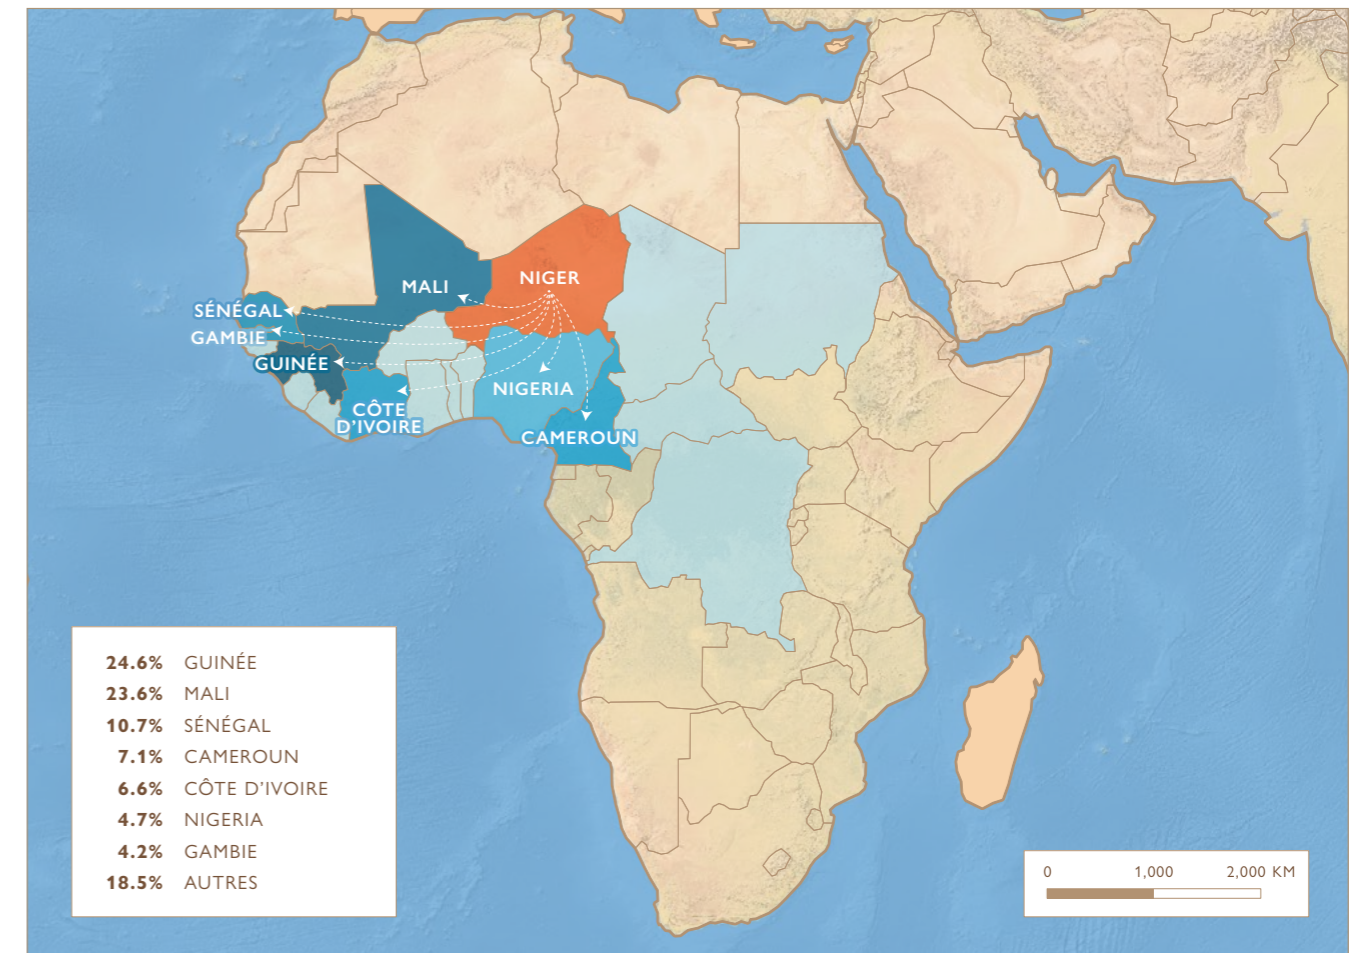 NIGER
MALI
SÉNÉGAL
GAMBIE
GUINÉE
NIGERIA
CÔTE
D'IVOIRE
CAMEROUN
24.6% GUINÉE
23.6% MALI
10.7% SÉNÉGAL
7.1% CAMEROUN
6.6% CÔTE D'IVOIRE
4.7% NIGERIA
4.2% GAMBIE
18.5% AUTRES
0 1,000 2,000 KM